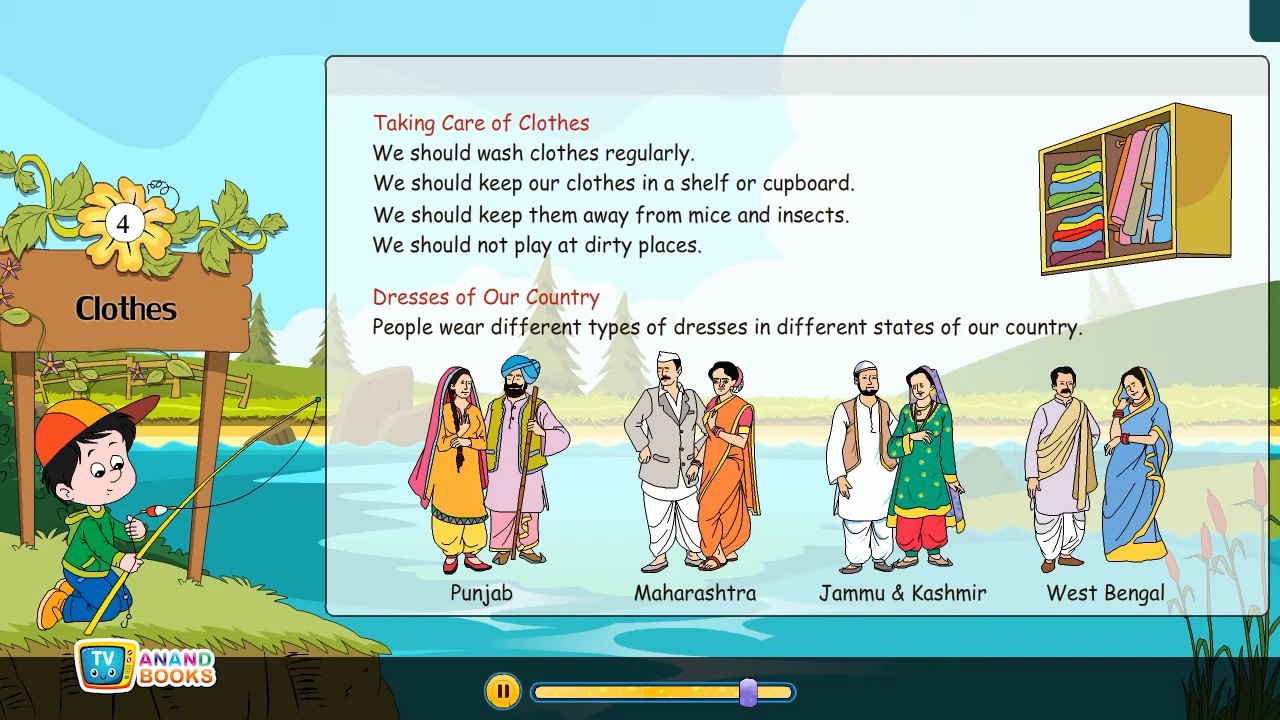 Taking Care of Clothes
We should wash clothes regularly.
We should keep our clothes in a shelf or cupboard.
We should keep them away from mice and insects.
We should not play at dirty places.
4
Clothes
Dresses of Our Country
People wear different types of dresses in different states of our country.
Punjab
Maharashtra
Jammu & Kashmir
West Bengal
TV
ANAND
BOOKS